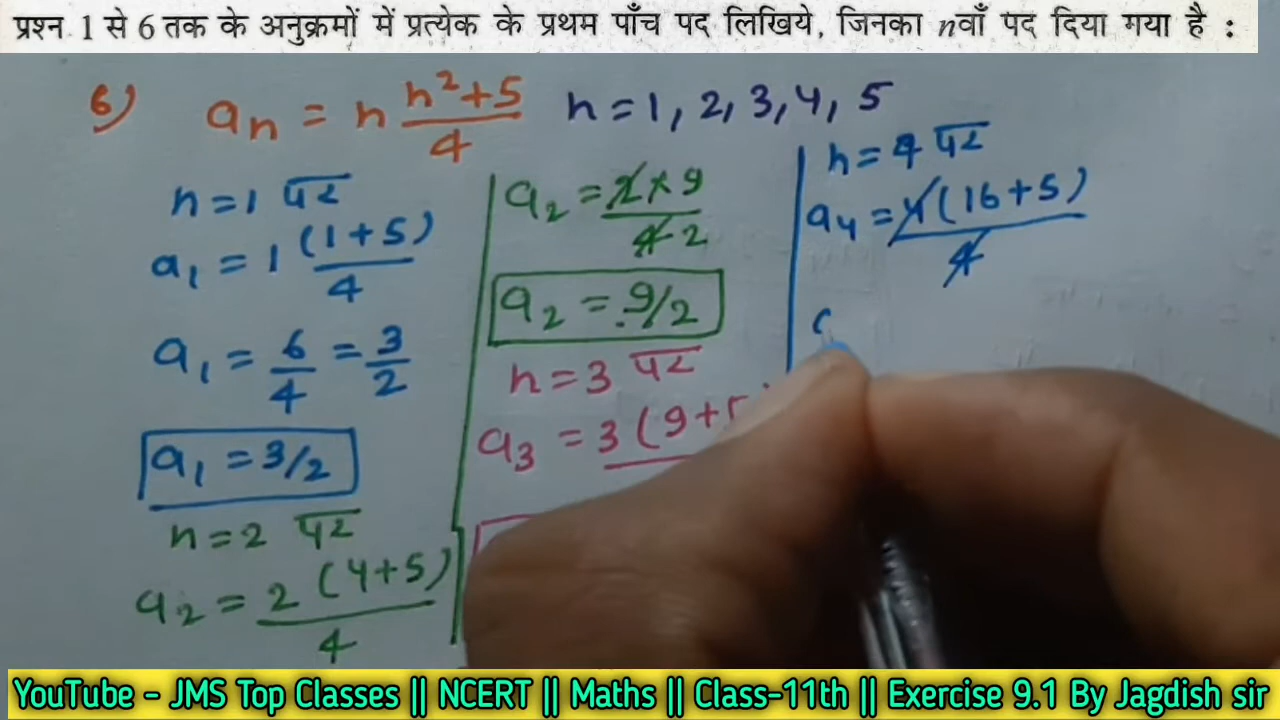 प्रश्न 1 से 6 तक के अनुक्रमों में प्रत्येक के प्रथम पाँच पद लिखिये, जिनका nवाँ पद दिया गया है :
6) aₙ = n (n²+5)/4 n=1, 2, 3, 4, 5
n=1 पर
a₁ = 1 (1+5)/4
a₁ = 6/4 = 3/2
a₁ = 3/2
n=2 पर
a₂ = 2 (4+5)/4
a₂ = 2×9/4 2
a₂ = 9/2
n=3 पर
a₃ = 3 (9+5
n=4 पर
a₄ = 4(16+5)/4
YouTube - JMS Top Classes || NCERT || Maths || Class-11th || Exercise 9.1 By Jagdish sir